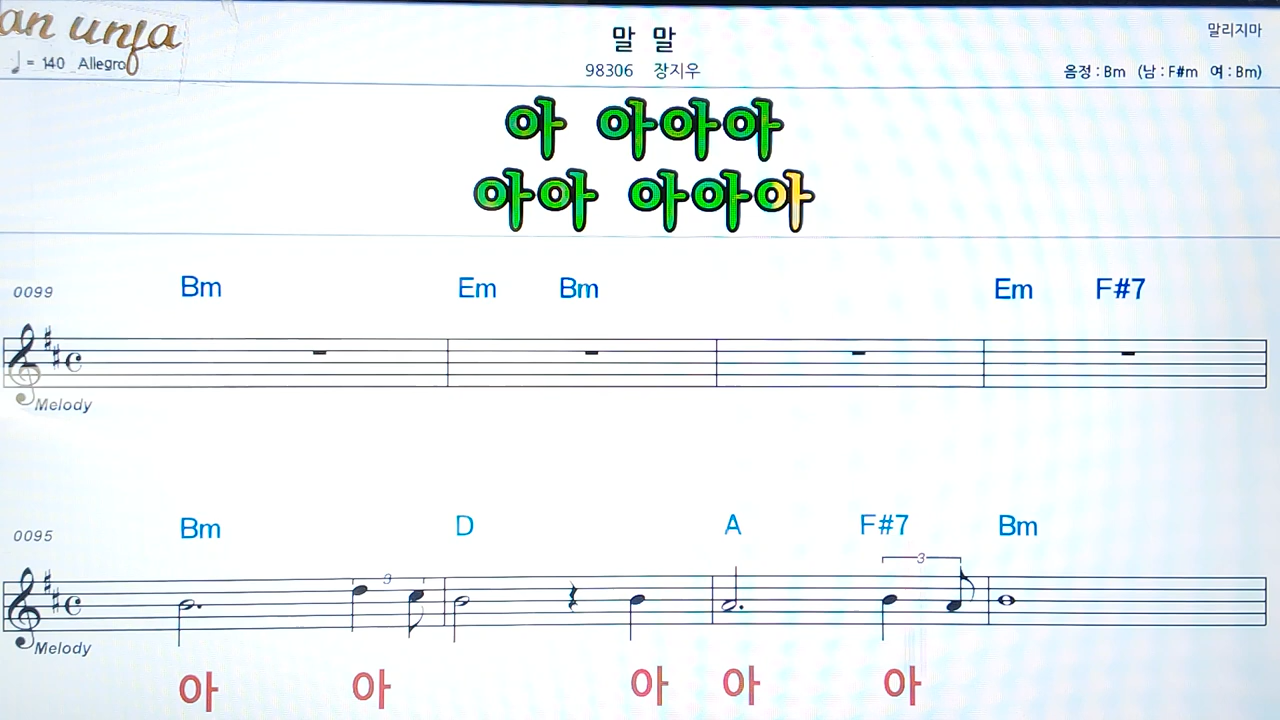 an unja
♩ = 140 Allegro
말 말
98306 장지우
말리지마
음정 : Bm (남 : F#m 여 : Bm)
아 아아아
아아 아아아
0099 Bm Em Bm Em F#7
Melody
0095 Bm D A F#7 Bm
3 3
Melody
아 아 아 아 아